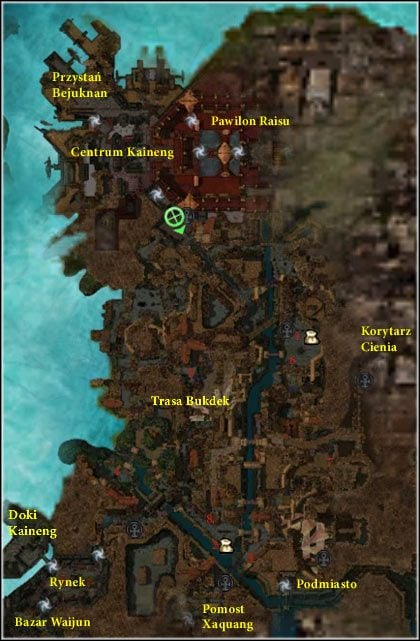 Przystań
Bejuknan
Pawilon Raisu
Centrum Kaineng
Korytarz
Cienia
Trasa Bukdek
Doki
Kaineng
Rynek
Podmiasto
Bazar Waijun
Pomost
Xaquang